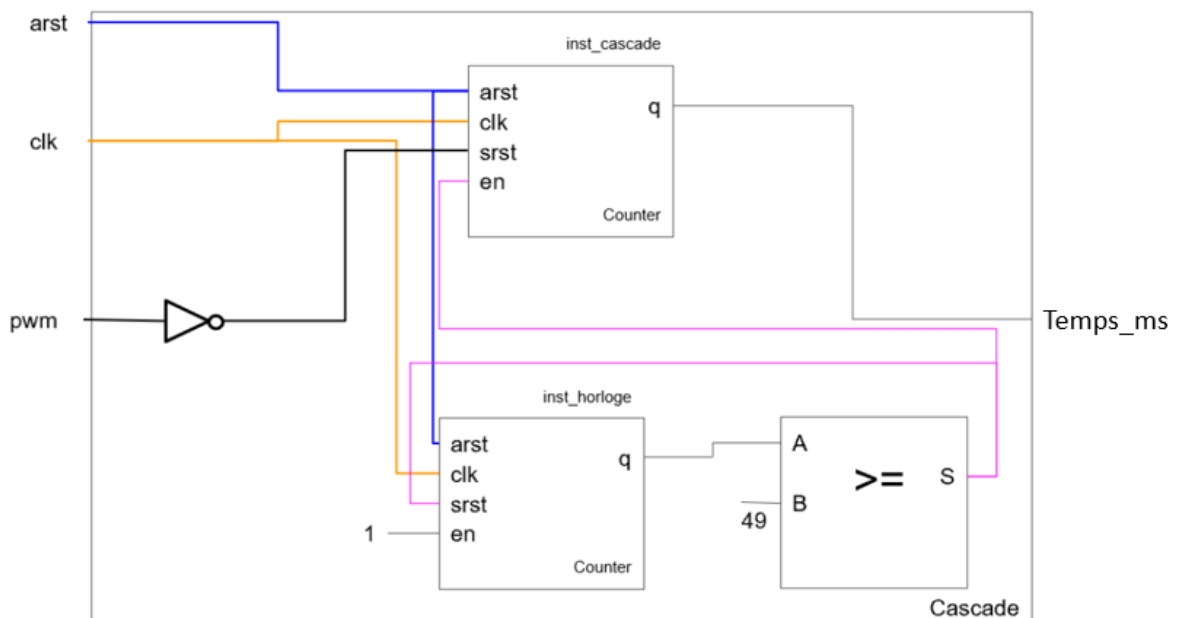 arst
inst_cascade
arst
q
clk
clk
srst
en
Counter
pwm
Temps_ms
inst_horloge
arst
A
q
clk
>=
S
srst
B
49
1
en
Counter
Cascade